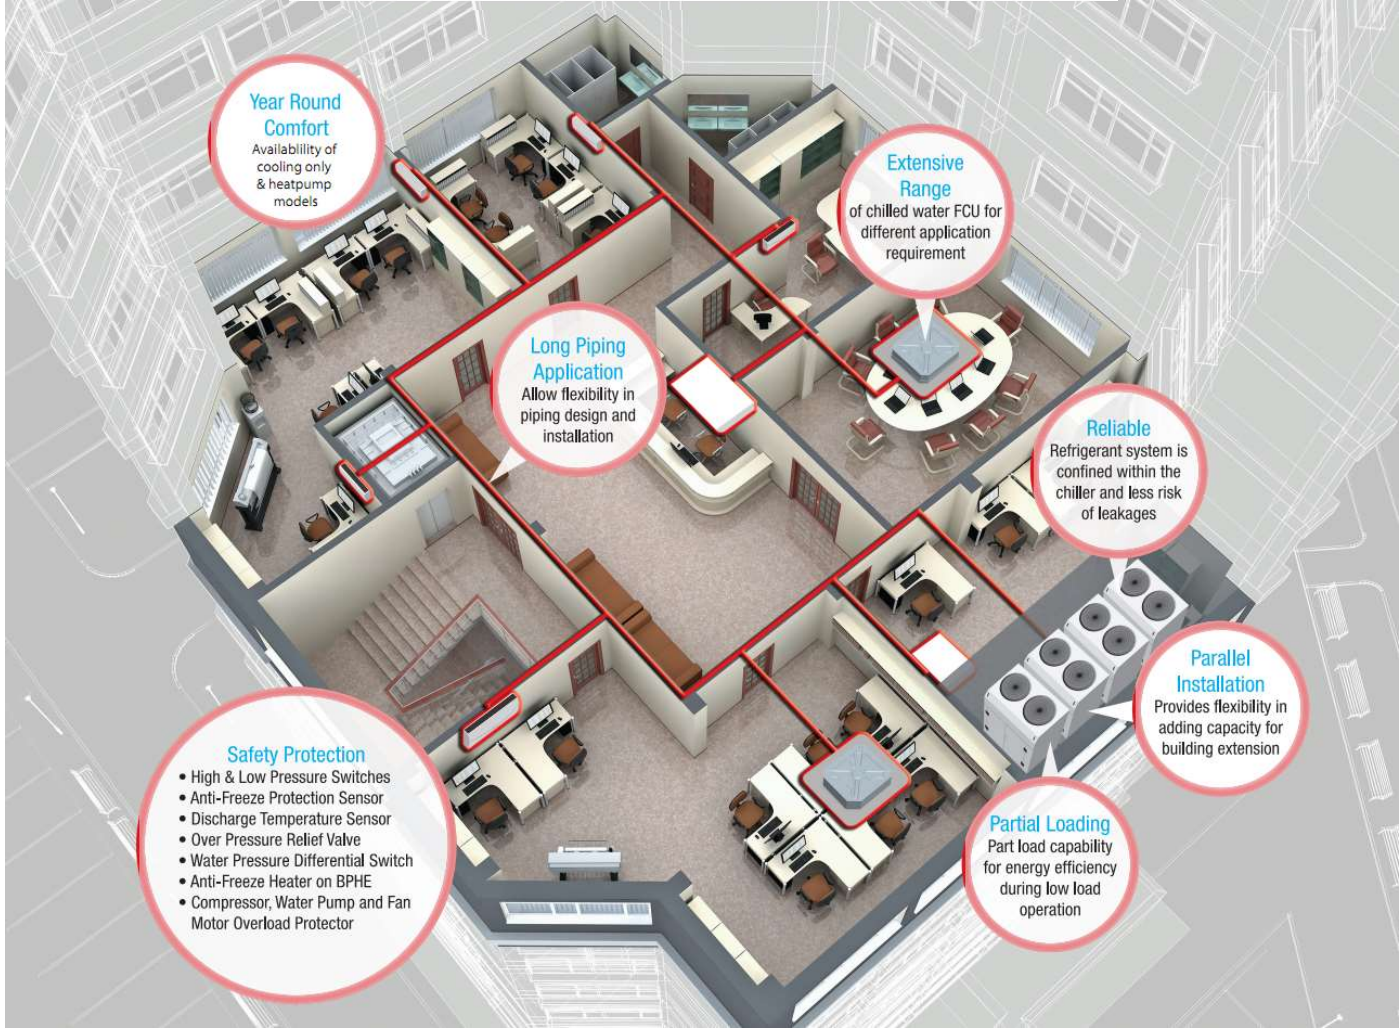 Year Round
Comfort
Availablility of
cooling only
& heatpump
models
Extensive
Range
of chilled water FCU for
different application
requirement
Long Piping
Application
Allow flexibility in
piping design and
installation
Reliable
Refrigerant system is
confined within the
chiller and less risk
of leakages
Parallel
Installation
Provides flexibility in
adding capacity for
building extension
Safety Protection
• High & Low Pressure Switches
• Anti-Freeze Protection Sensor
• Discharge Temperature Sensor
• Over Pressure Relief Valve
• Water Pressure Differential Switch
• Anti-Freeze Heater on BPHE
• Compressor, Water Pump and Fan
Motor Overload Protector
Partial Loading
Part load capability
for energy efficiency
during low load
operation